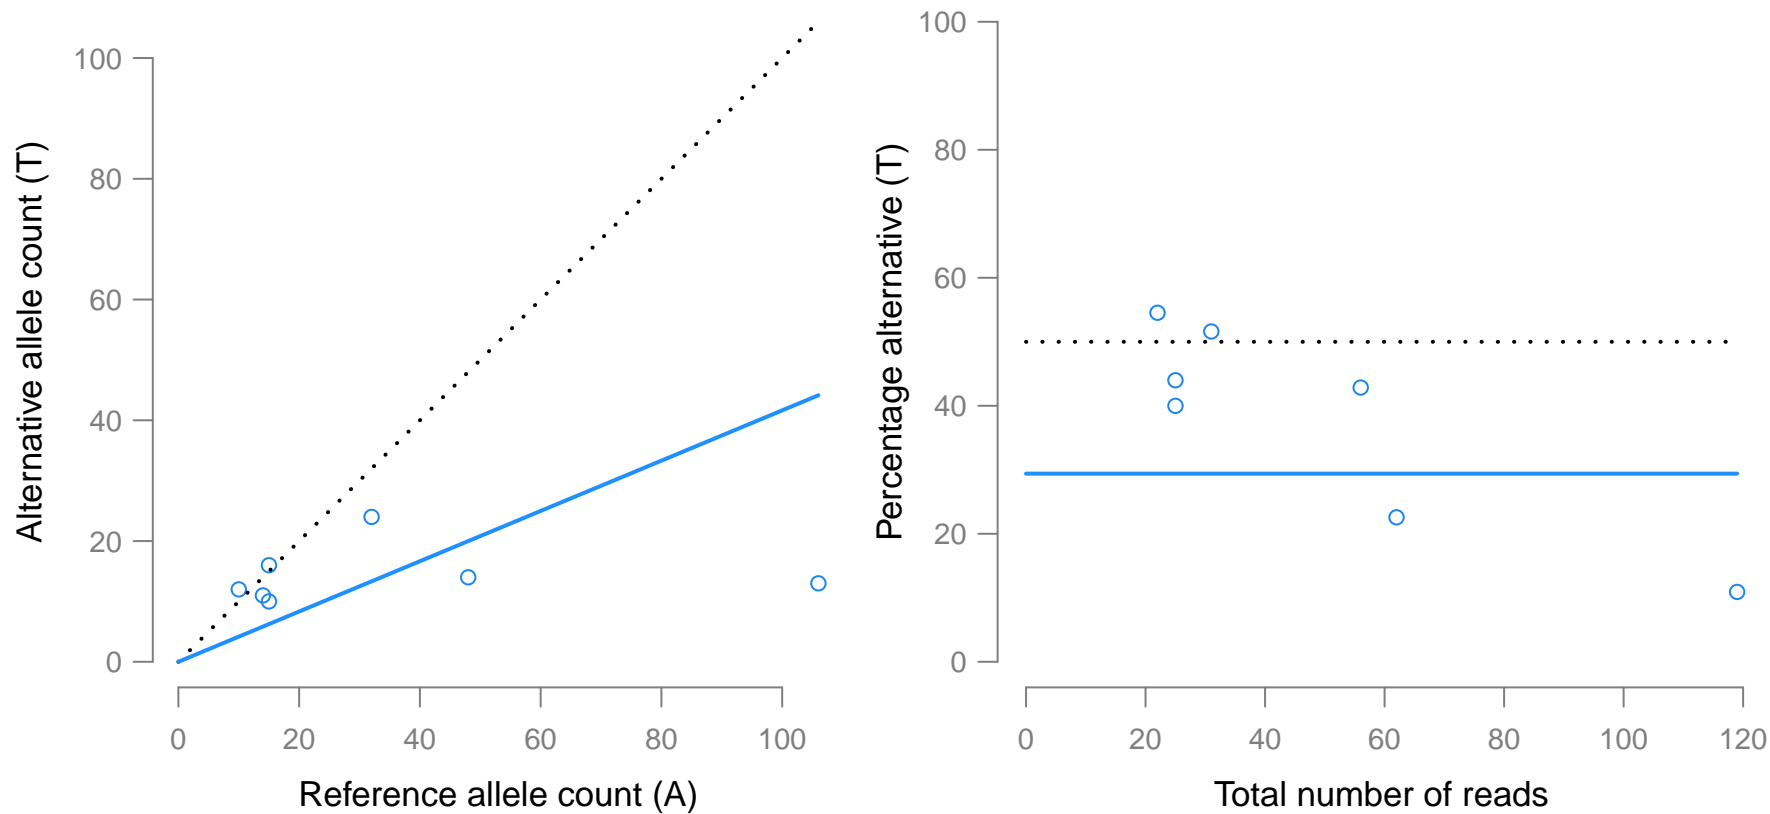 Alternative allele count (T)
100
80
60
40
20
0
0 20 40 60 80 100
Reference allele count (A)
Percentage alternative (T)
100
80
60
40
20
0
0 20 40 60 80 100 120
Total number of reads